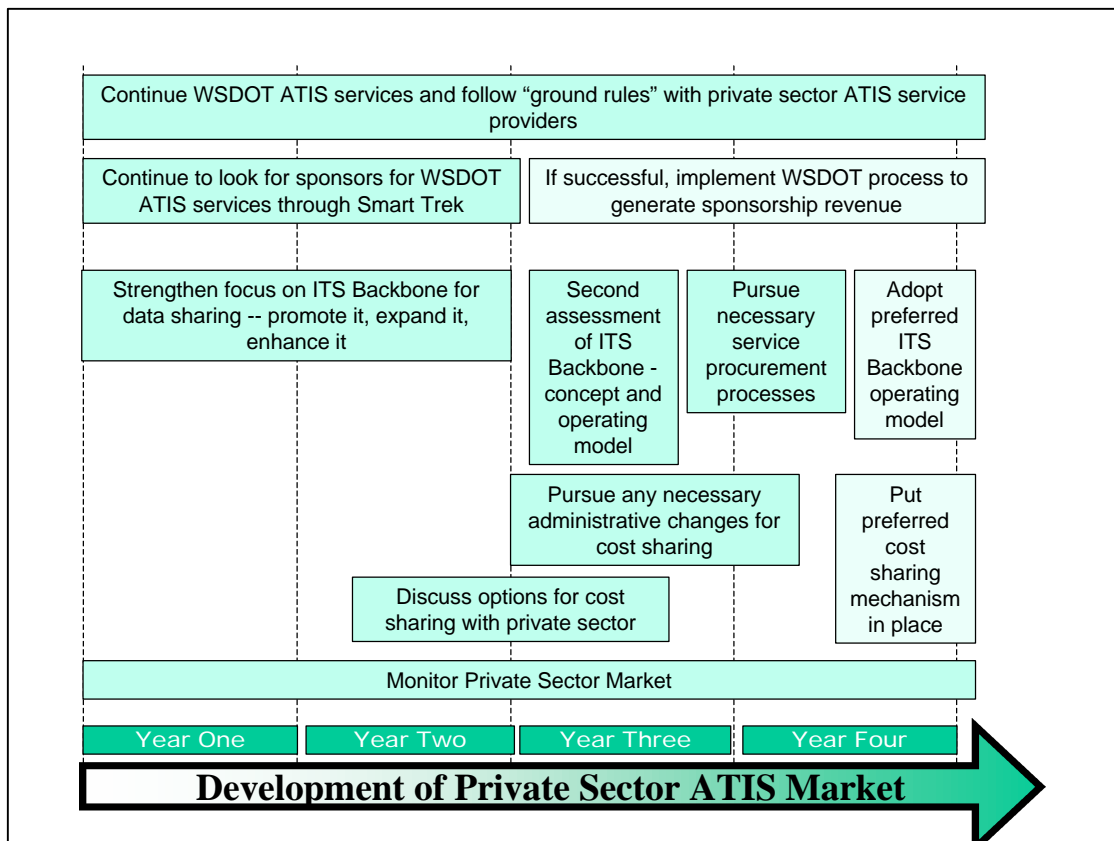 Continue WSDOT ATIS services and follow “ground rules” with private sector ATIS service
providers
Continue to look for sponsors for WSDOT
ATIS services through Smart Trek
If successful, implement WSDOT process to
generate sponsorship revenue
Strengthen focus on ITS Backbone for
data sharing -- promote it, expand it,
enhance it
Second
assessment
of ITS
Backbone -
concept and
operating
model
Pursue
necessary
service
procurement
processes
Adopt
preferred
ITS
Backbone
operating
model
Pursue any necessary
administrative changes for
cost sharing
Put
preferred
cost
sharing
mechanism
in place
Discuss options for cost
sharing with private sector
Monitor Private Sector Market
Year One
Year Two
Year Three
Year Four
Development of Private Sector ATIS Market